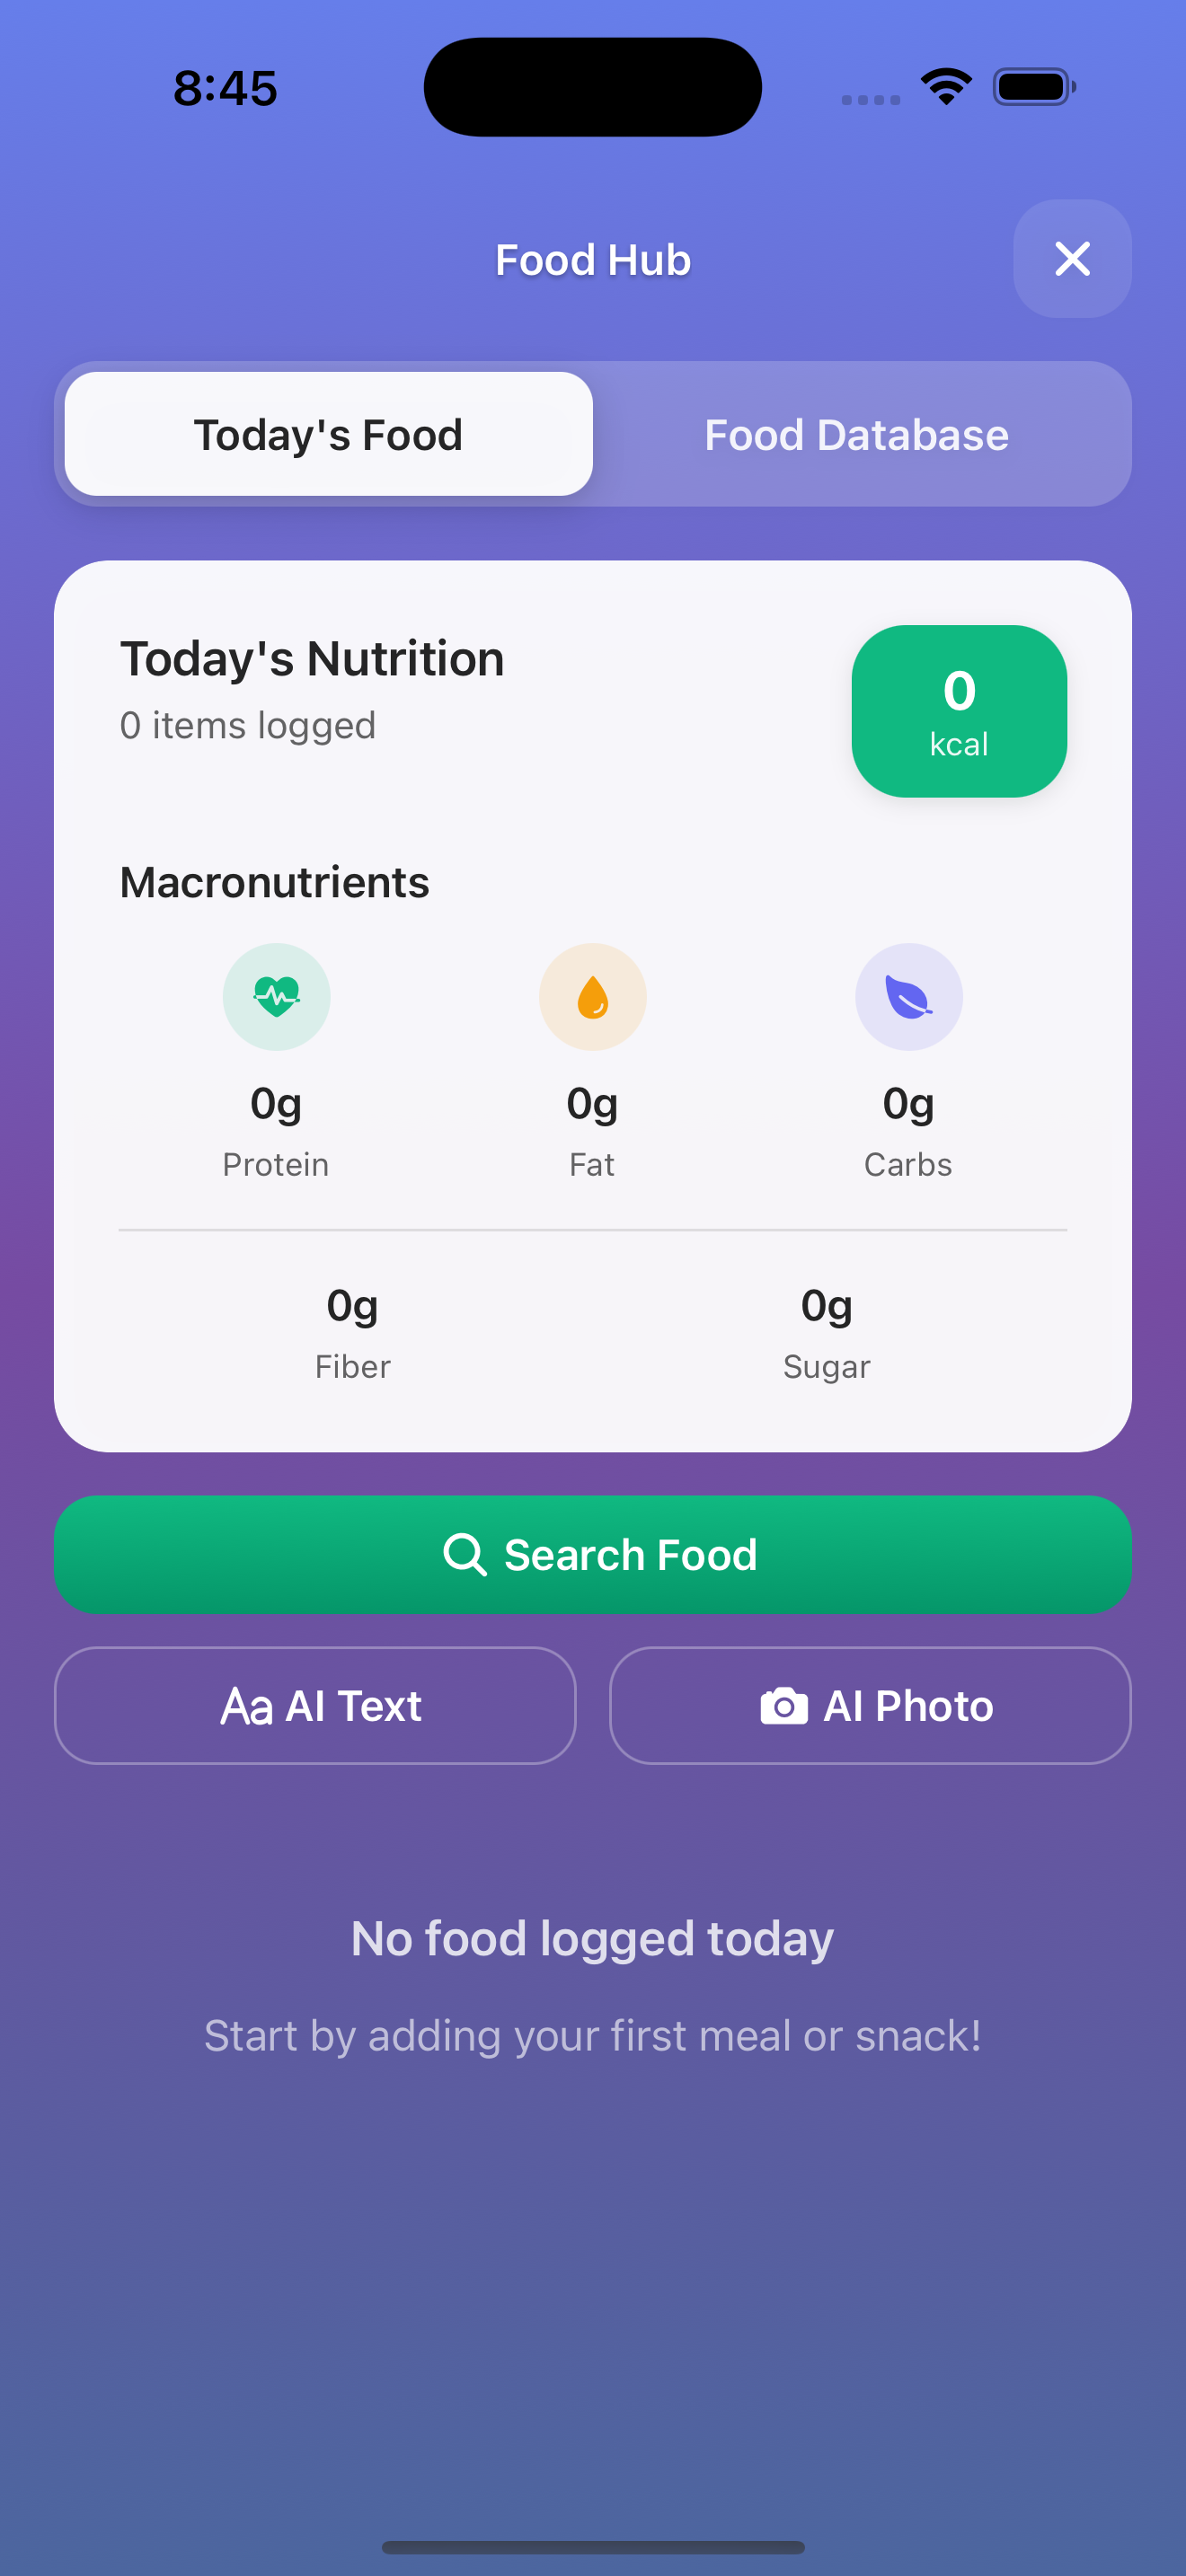 8:45
Food Hub
Today's Food
Food Database
Today's Nutrition
0 items logged
0
kcal
Macronutrients
0g
Protein
0g
Fat
0g
Carbs
0g
Fiber
0g
Sugar
Search Food
Aa AI Text
AI Photo
No food logged today
Start by adding your first meal or snack!